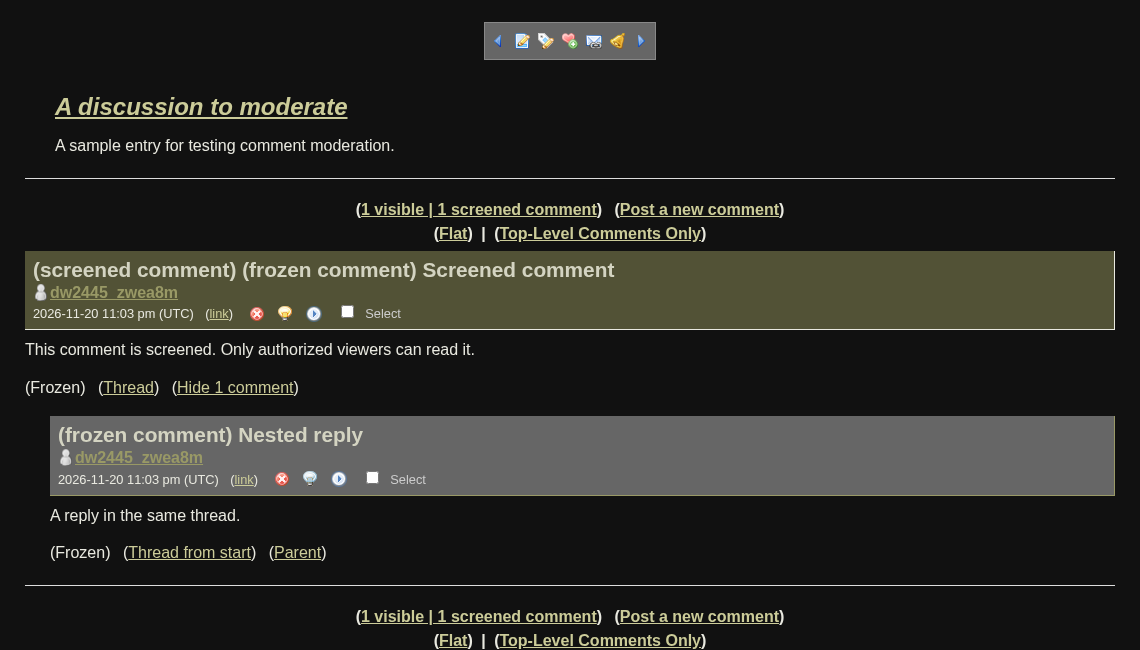 A discussion to moderate
A sample entry for testing comment moderation.
(1 visible | 1 screened comment) (Post a new comment)
(Flat) | (Top-Level Comments Only)
(screened comment) (frozen comment) Screened comment
dw2445_zwea8m
2026-11-20 11:03 pm (UTC) (link) Select
This comment is screened. Only authorized viewers can read it.
(Frozen) (Thread) (Hide 1 comment)
(frozen comment) Nested reply
dw2445_zwea8m
2026-11-20 11:03 pm (UTC) (link) Select
A reply in the same thread.
(Frozen) (Thread from start) (Parent)
(1 visible | 1 screened comment) (Post a new comment)
(Flat) | (Top-Level Comments Only)